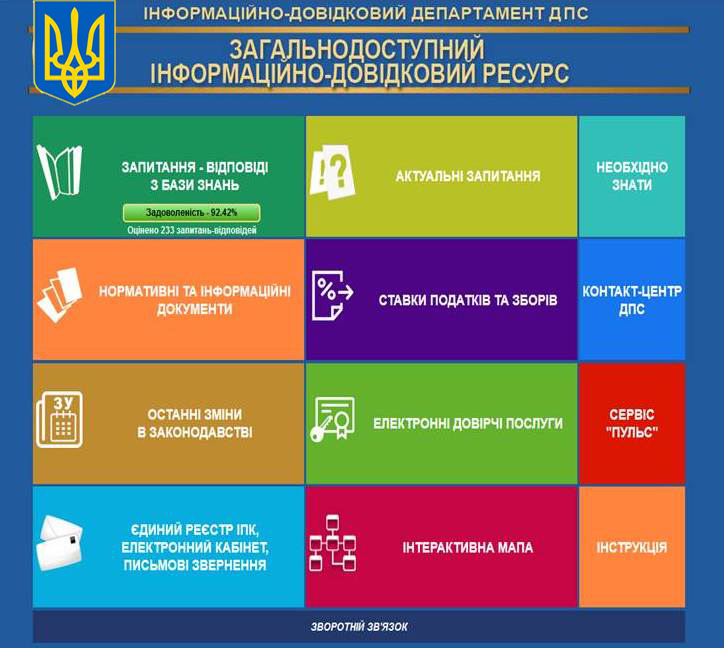 ІНФОРМАЦІЙНО-ДОВІДКОВИЙ ДЕПАРТАМЕНТ ДПС
ЗАГАЛЬНОДОСТУПНИЙ
ІНФОРМАЦІЙНО-ДОВІДКОВИЙ РЕСУРС
ЗАПИТАННЯ - ВІДПОВІДІ
З БАЗИ ЗНАНЬ
Задоволеність - 92.42%
Оцінено 233 запитань-відповідей
!?
АКТУАЛЬНІ ЗАПИТАННЯ
НЕОБХІДНО
ЗНАТИ
НОРМАТИВНІ ТА ІНФОРМАЦІЙНІ
ДОКУМЕНТИ
%
СТАВКИ ПОДАТКІВ ТА ЗБОРІВ
КОНТАКТ-ЦЕНТР
ДПС
ЗУ
ОСТАННІ ЗМІНИ
В ЗАКОНОДАВСТВІ
ЕЛЕКТРОННІ ДОВІРЧІ ПОСЛУГИ
СЕРВІС
"ПУЛЬС"
ЄДИНИЙ РЕЄСТР ІПК,
ЕЛЕКТРОННИЙ КАБІНЕТ,
ПИСЬМОВІ ЗВЕРНЕННЯ
ІНТЕРАКТИВНА МАПА
ІНСТРУКЦІЯ
ЗВОРОТНІЙ ЗВ'ЯЗОК